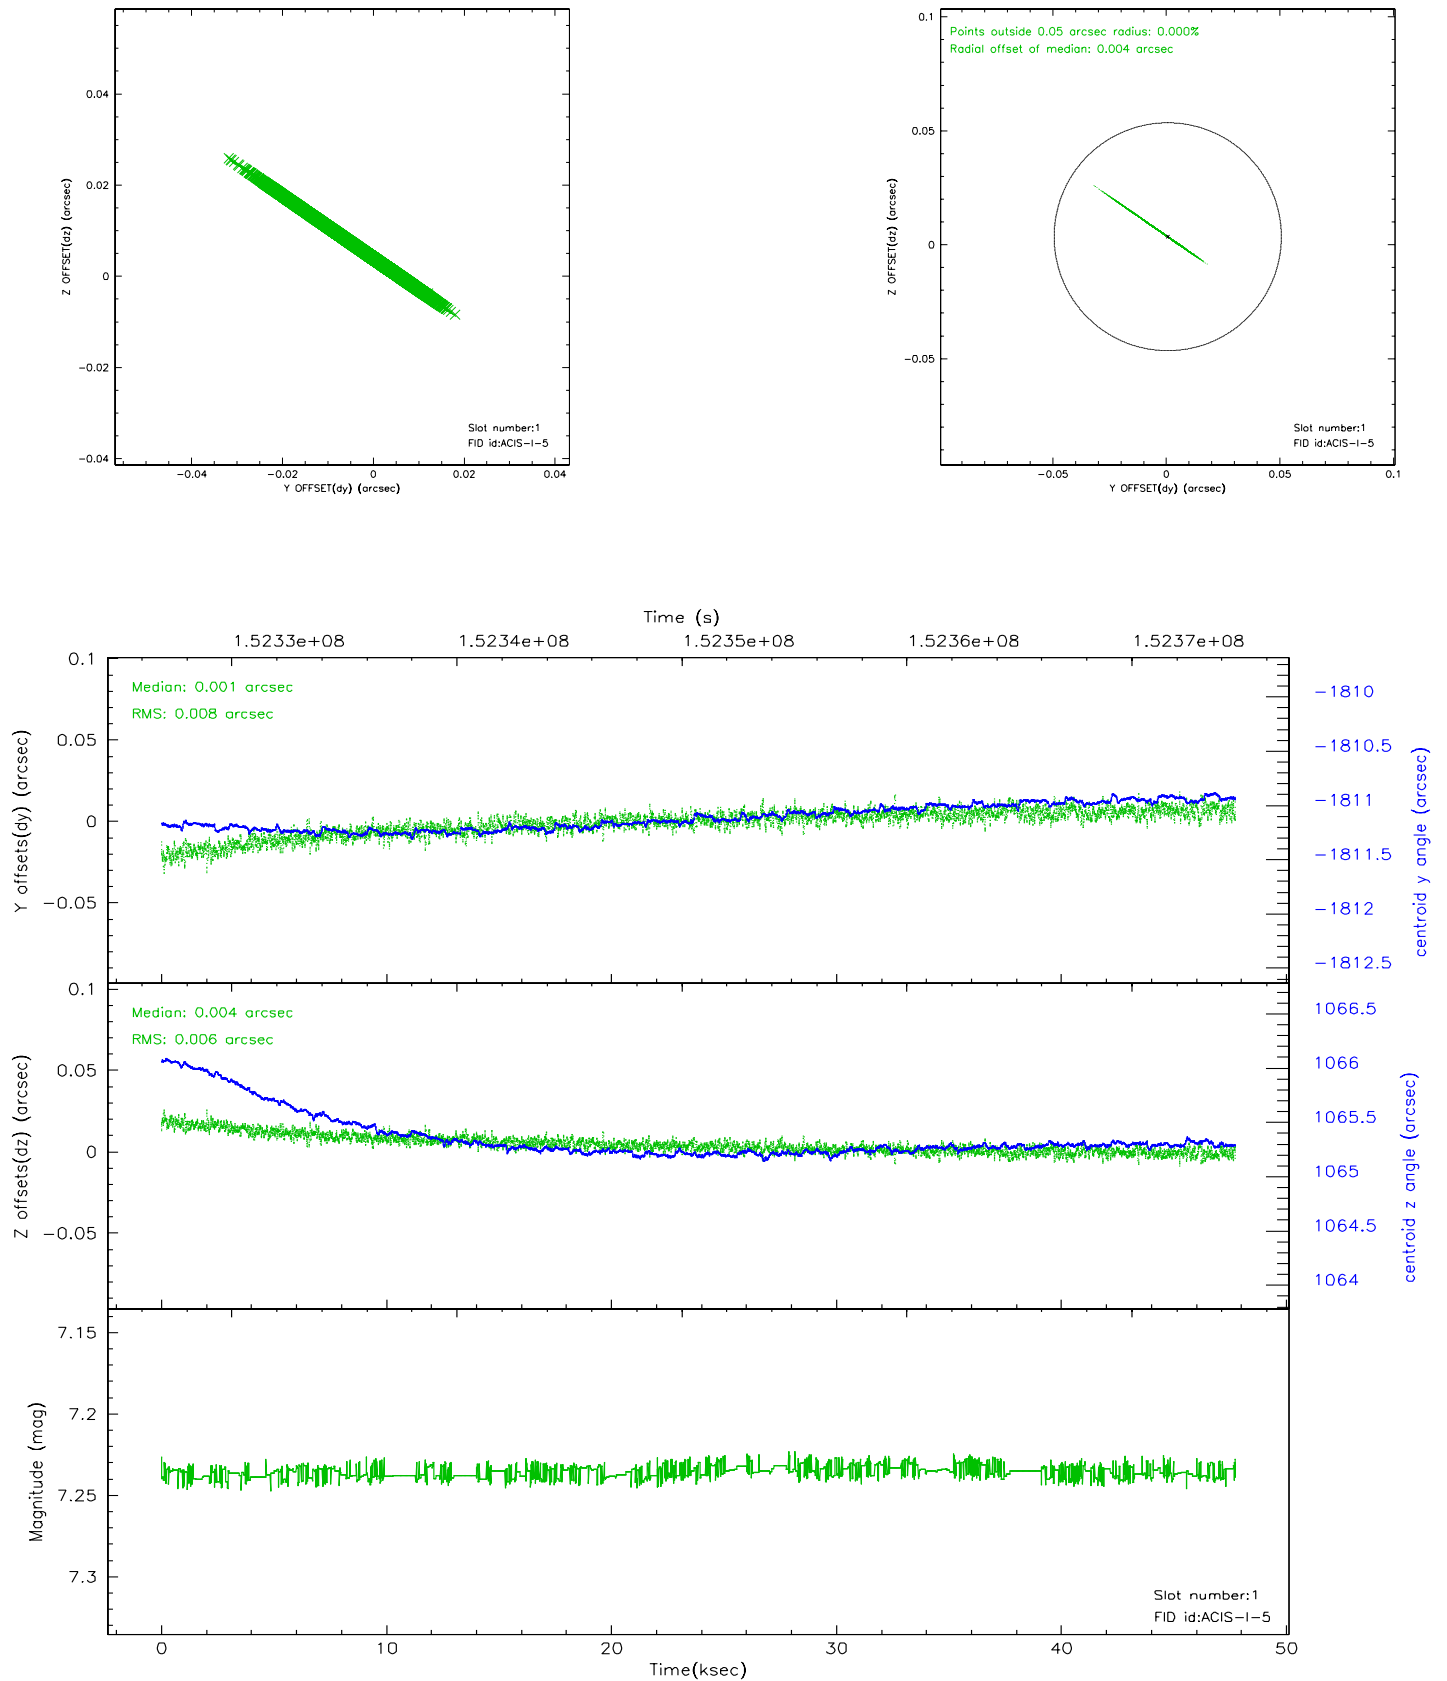 0.04
0.02
0
−0.02
−0.04
Z OFFSET(dz) (arcsec)
Slot number:1
FID id:ACIS−I−5
−0.04 −0.02 0 0.02 0.04
Y OFFSET(dy) (arcsec)
0.1
0.05
0
−0.05
Z OFFSET(dz) (arcsec)
Points outside 0.05 arcsec radius: 0.000%
Radial offset of median: 0.004 arcsec
Slot number:1
FID id:ACIS−I−5
−0.05 0 0.05 0.1
Y OFFSET(dy) (arcsec)
Time (s)
1.5233e+08 1.5234e+08 1.5235e+08 1.5236e+08 1.5237e+08
0.1
0.05
0
−0.05
Y offsets(dy) (arcsec)
Median: 0.001 arcsec
RMS: 0.008 arcsec
−1810
−1810.5
−1811
−1811.5
−1812
−1812.5
centroid y angle (arcsec)
0.1
0.05
0
−0.05
Z offsets(dz) (arcsec)
Median: 0.004 arcsec
RMS: 0.006 arcsec
1066.5
1066
1065.5
1065
1064.5
1064
centroid z angle (arcsec)
7.15
7.2
7.25
7.3
Magnitude (mag)
Slot number:1
FID id:ACIS−I−5
0 10 20 30 40 50
Time(ksec)